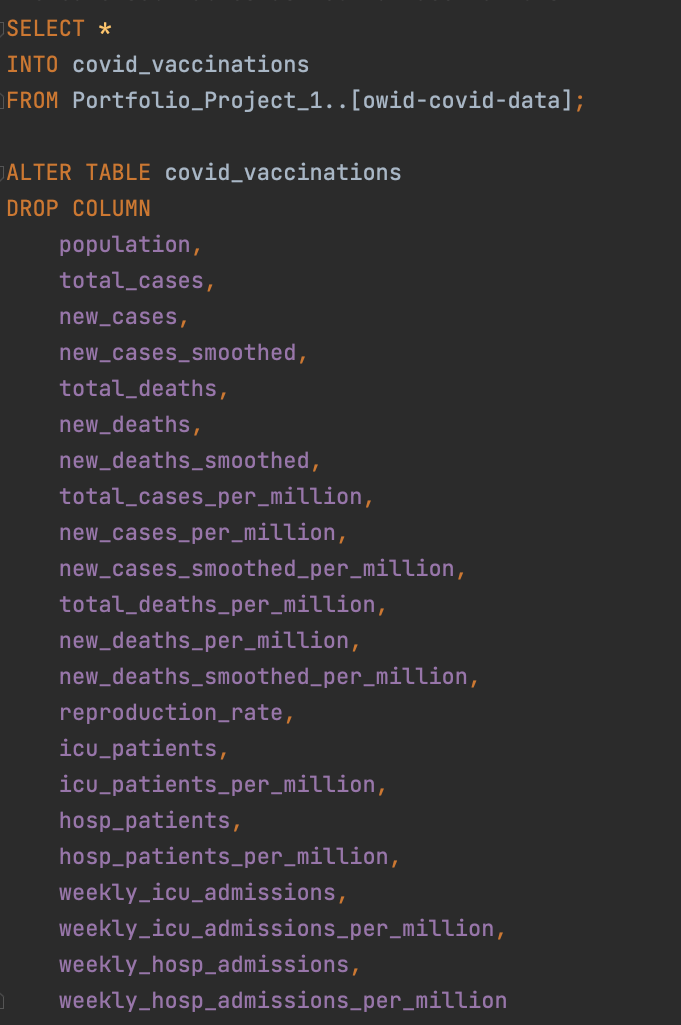 SELECT *
INTO covid_vaccinations
FROM Portfolio_Project_1..[owid-covid-data];
ALTER TABLE covid_vaccinations
DROP COLUMN
population,
total_cases,
new_cases,
new_cases_smoothed,
total_deaths,
new_deaths,
new_deaths_smoothed,
total_cases_per_million,
new_cases_per_million,
new_cases_smoothed_per_million,
total_deaths_per_million,
new_deaths_per_million,
new_deaths_smoothed_per_million,
reproduction_rate,
icu_patients,
icu_patients_per_million,
hosp_patients,
hosp_patients_per_million,
weekly_icu_admissions,
weekly_icu_admissions_per_million,
weekly_hosp_admissions,
weekly_hosp_admissions_per_million